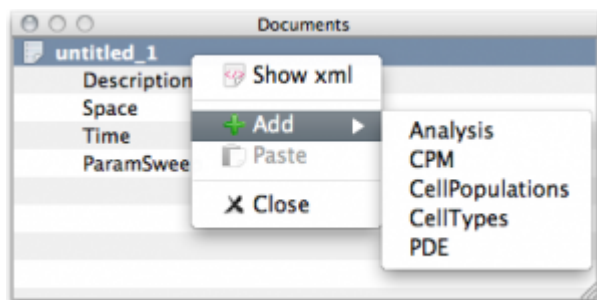 Documents
untitled_1
Description
Space
Time
ParamSwee
Show xml
Add
Paste
Close
Analysis
CPM
CellPopulations
CellTypes
PDE